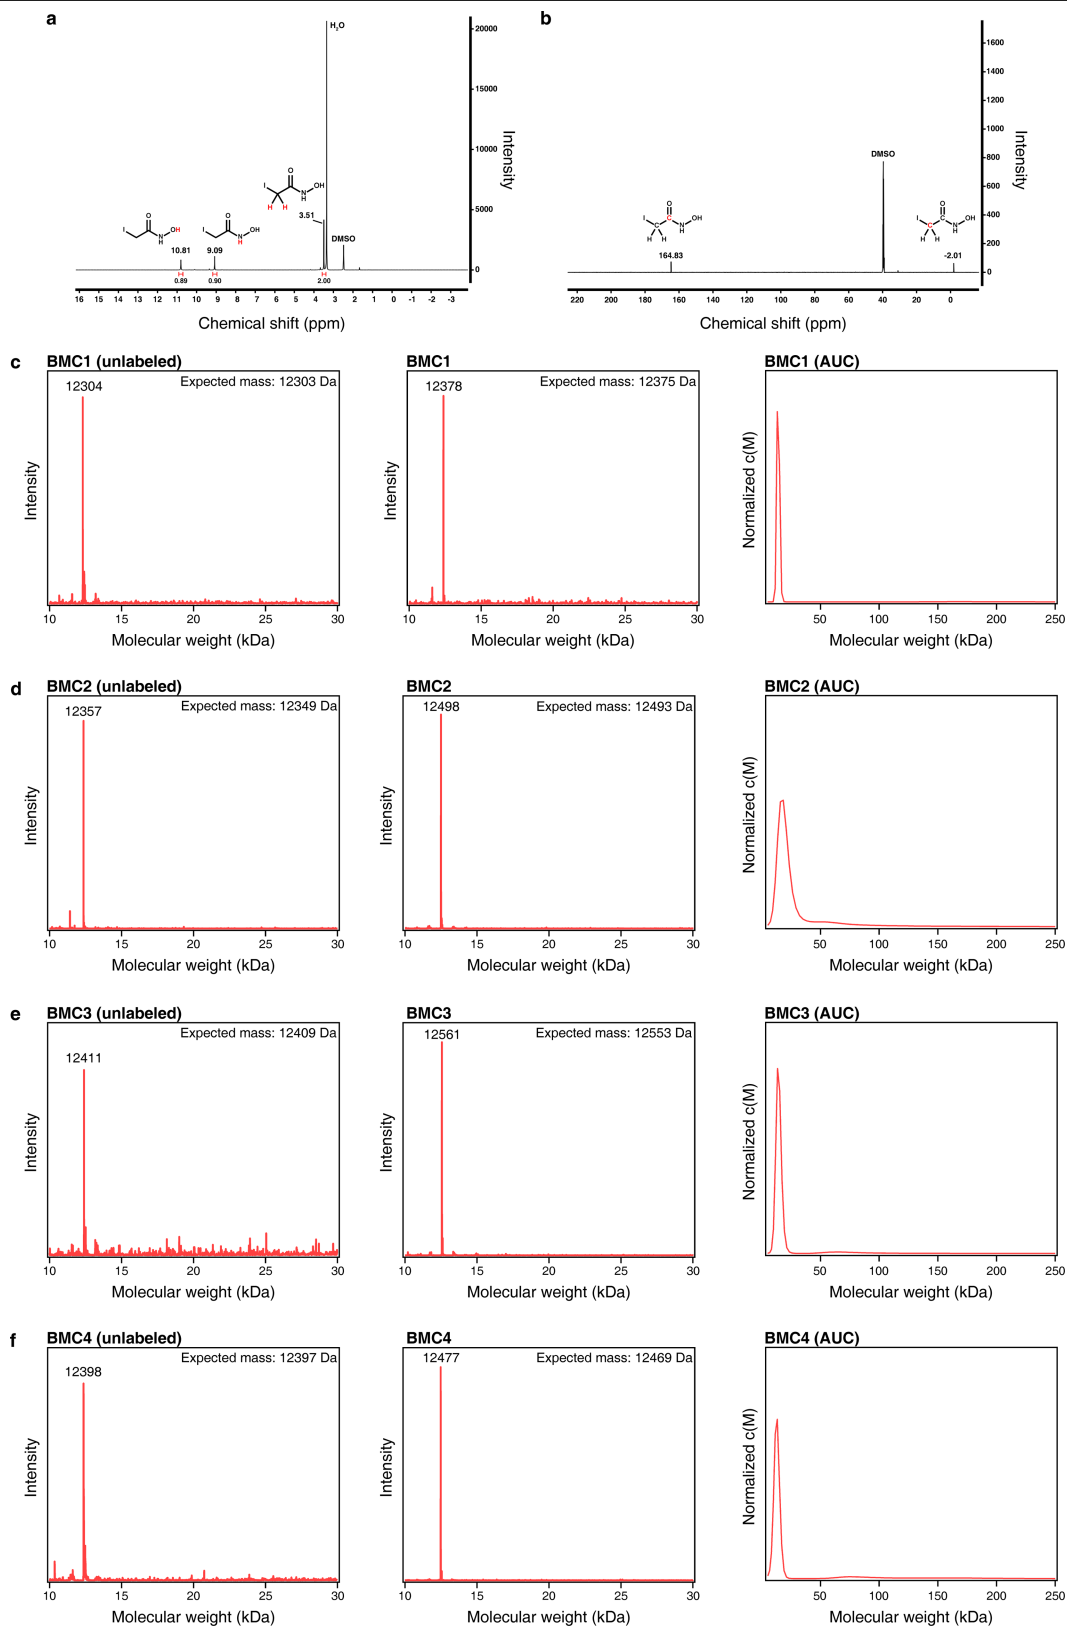 a
H2O
20000
15000
10000
5000
0
Intensity
O
I
NH
OH
H H
3.51
O
I
NH
OH
10.81
O
I
NH
OH
9.09
DMSO
0.89
0.90
2.00
16 15 14 13 12 11 10 9 8 7 6 5 4 3 2 1 0 -1 -2 -3
Chemical shift (ppm)
b
1600
1400
1200
1000
800
600
400
200
0
Intensity
DMSO
O
I C C NH OH
H H
164.83
O
I C C NH OH
H H
-2.01
220 200 180 160 140 120 100 80 60 40 20 0
Chemical shift (ppm)
c
BMC1 (unlabeled)
Expected mass: 12303 Da
12304
Intensity
10 15 20 25 30
Molecular weight (kDa)
BMC1
Expected mass: 12375 Da
12378
Intensity
10 15 20 25 30
Molecular weight (kDa)
BMC1 (AUC)
Normalized c(M)
50 100 150 200 250
Molecular weight (kDa)
d
BMC2 (unlabeled)
Expected mass: 12349 Da
12357
Intensity
10 15 20 25 30
Molecular weight (kDa)
BMC2
Expected mass: 12493 Da
12498
Intensity
10 15 20 25 30
Molecular weight (kDa)
BMC2 (AUC)
Normalized c(M)
50 100 150 200 250
Molecular weight (kDa)
e
BMC3 (unlabeled)
Expected mass: 12409 Da
12411
Intensity
10 15 20 25 30
Molecular weight (kDa)
BMC3
Expected mass: 12553 Da
12561
Intensity
10 15 20 25 30
Molecular weight (kDa)
BMC3 (AUC)
Normalized c(M)
50 100 150 200 250
Molecular weight (kDa)
f
BMC4 (unlabeled)
Expected mass: 12397 Da
12398
Intensity
10 15 20 25 30
Molecular weight (kDa)
BMC4
Expected mass: 12469 Da
12477
Intensity
10 15 20 25 30
Molecular weight (kDa)
BMC4 (AUC)
Normalized c(M)
50 100 150 200 250
Molecular weight (kDa)